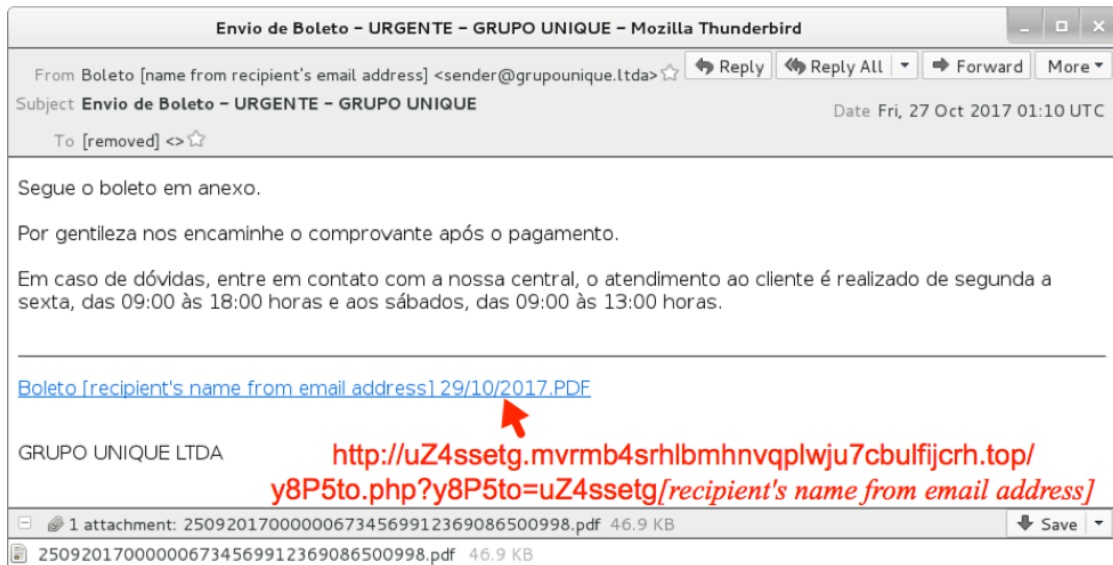 Envio de Boleto – URGENTE – GRUPO UNIQUE – Mozilla Thunderbird
From Boleto [name from recipient's email address] <sender@grupounique.ltda> Reply Reply All Forward More
Subject Envio de Boleto – URGENTE – GRUPO UNIQUE Date Fri, 27 Oct 2017 01:10 UTC
To [removed] <>
Segue o boleto em anexo.
Por gentileza nos encaminhe o comprovante após o pagamento.
Em caso de dóvidas, entre em contato com a nossa central, o atendimento ao cliente é realizado de segunda a
sexta, das 09:00 às 18:00 horas e aos sábados, das 09:00 às 13:00 horas.
Boleto [recipient's name from email address] 29/10/2017.PDF
GRUPO UNIQUE LTDA http://uZ4ssetg.mvrmb4srhlbmhnvqplwju7cbulfijcrh.top/
y8P5to.php?y8P5to=uZ4ssetg[recipient's name from email address]
1 attachment: 25092017000000673456991236908650‌0998.pdf 46.9 KB Save
250920170000006734569912369086500998.pdf 46.9 KB